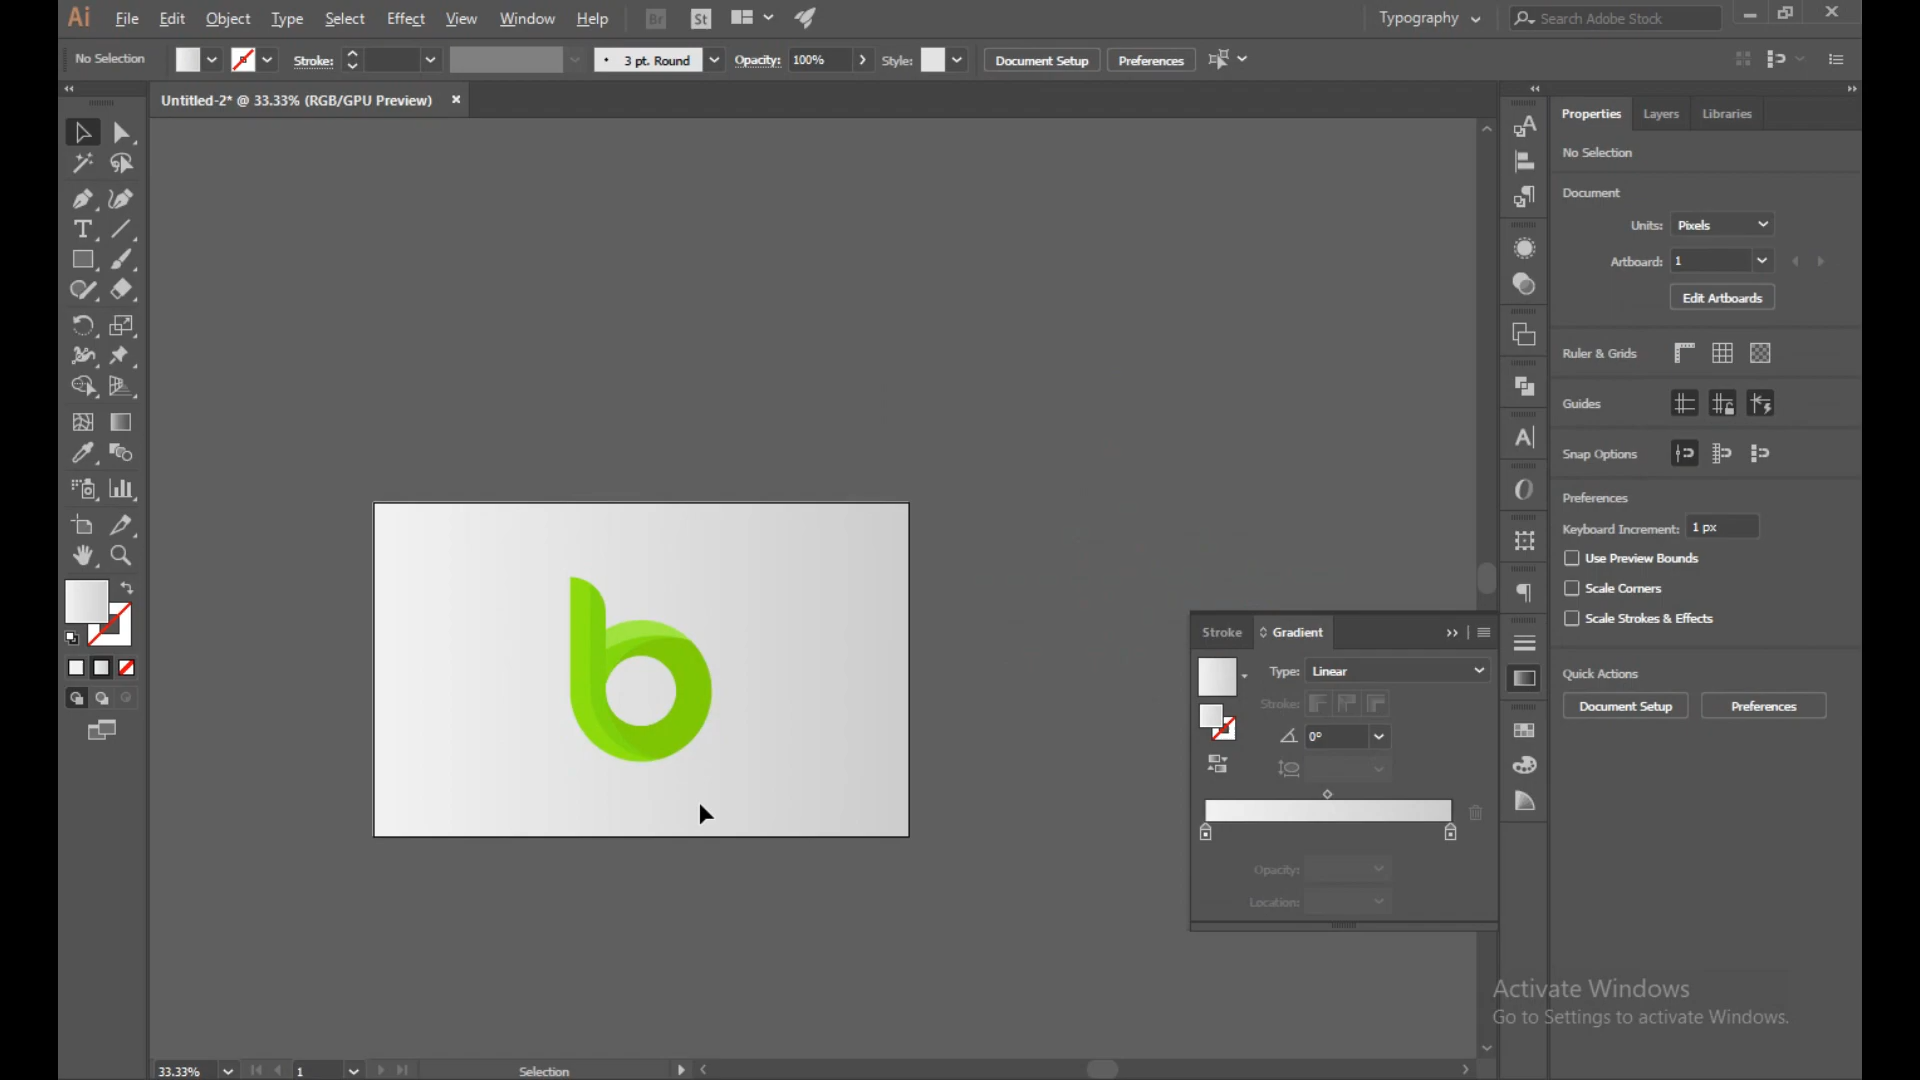 Ai File Edit Object Type Select Effect View Window Help Br St Typography Search Adobe Stock
No Selection Stroke: 3 pt. Round Opacity: 100% Style: Document Setup Preferences
Untitled-2* @ 33.33% (RGB/GPU Preview)
Properties Layers Libraries
No Selection
Document
Units: Pixels
Artboard: 1
Edit Artboards
Ruler & Grids
Guides
Snap Options
Preferences
Keyboard Increment: 1 px
Use Preview Bounds
Scale Corners
Scale Strokes & Effects
Quick Actions
Document Setup Preferences
b
Stroke Gradient
Type: Linear
Stroke:
0°
Opacity:
Location:
Activate Windows
Go to Settings to activate Windows.
33.33% 1 Selection